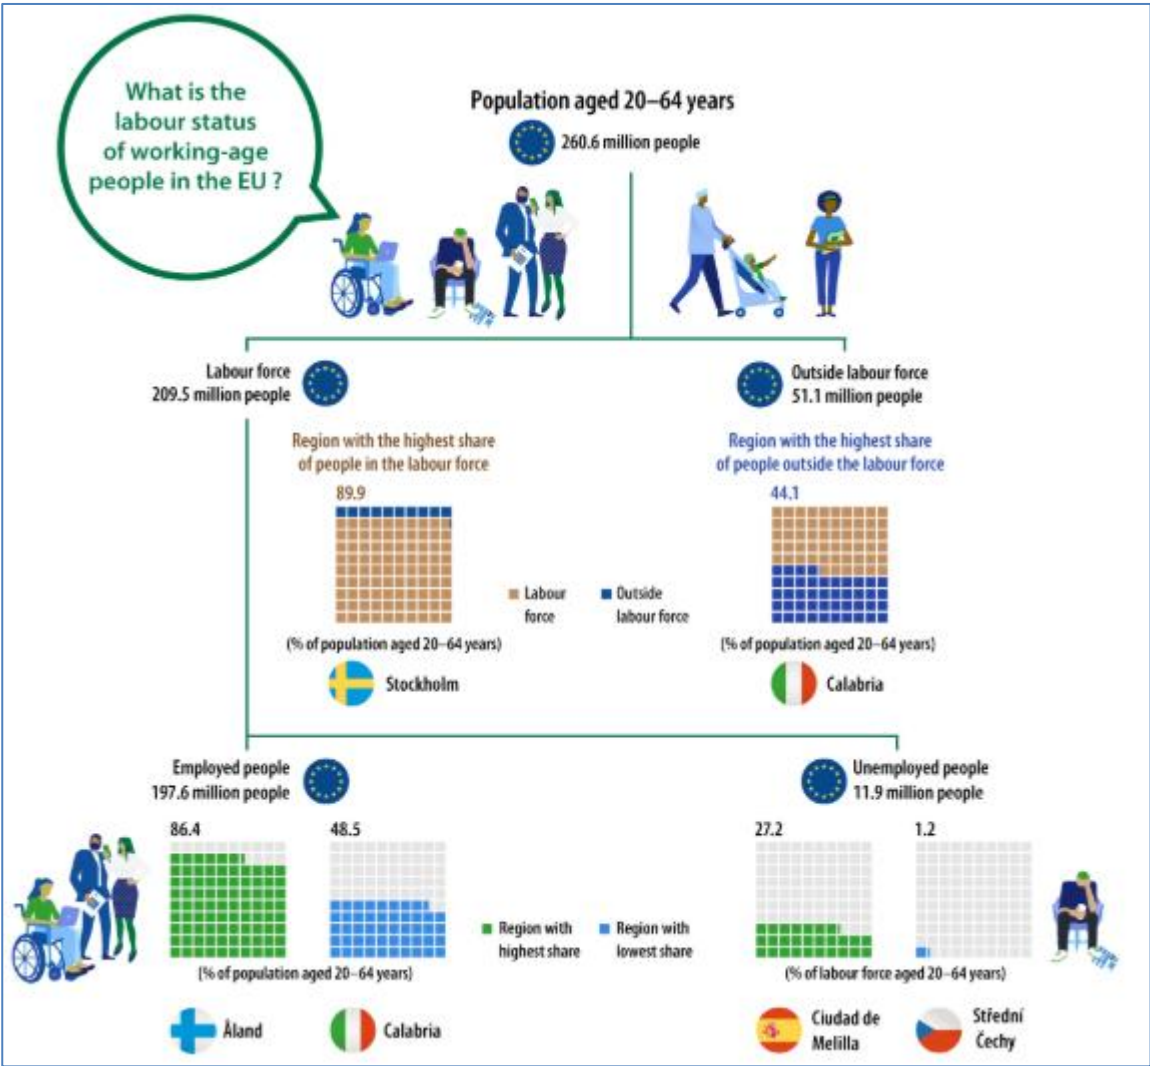 What is the
labour status
of working-age
people in the EU ?
Population aged 20–64 years
260.6 million people
Labour force
209.5 million people
Outside labour force
51.1 million people
Region with the highest share
of people in the labour force
89.9
Region with the highest share
of people outside the labour force
44.1
Labour
force
Outside
labour force
(% of population aged 20–64 years)
Stockholm
(% of population aged 20–64 years)
Calabria
Employed people
197.6 million people
Unemployed people
11.9 million people
86.4
48.5
27.2
1.2
Region with
highest share
Region with
lowest share
(% of population aged 20–64 years)
(% of labour force aged 20–64 years)
Åland
Calabria
Ciudad de
Melilla
Střední
Čechy